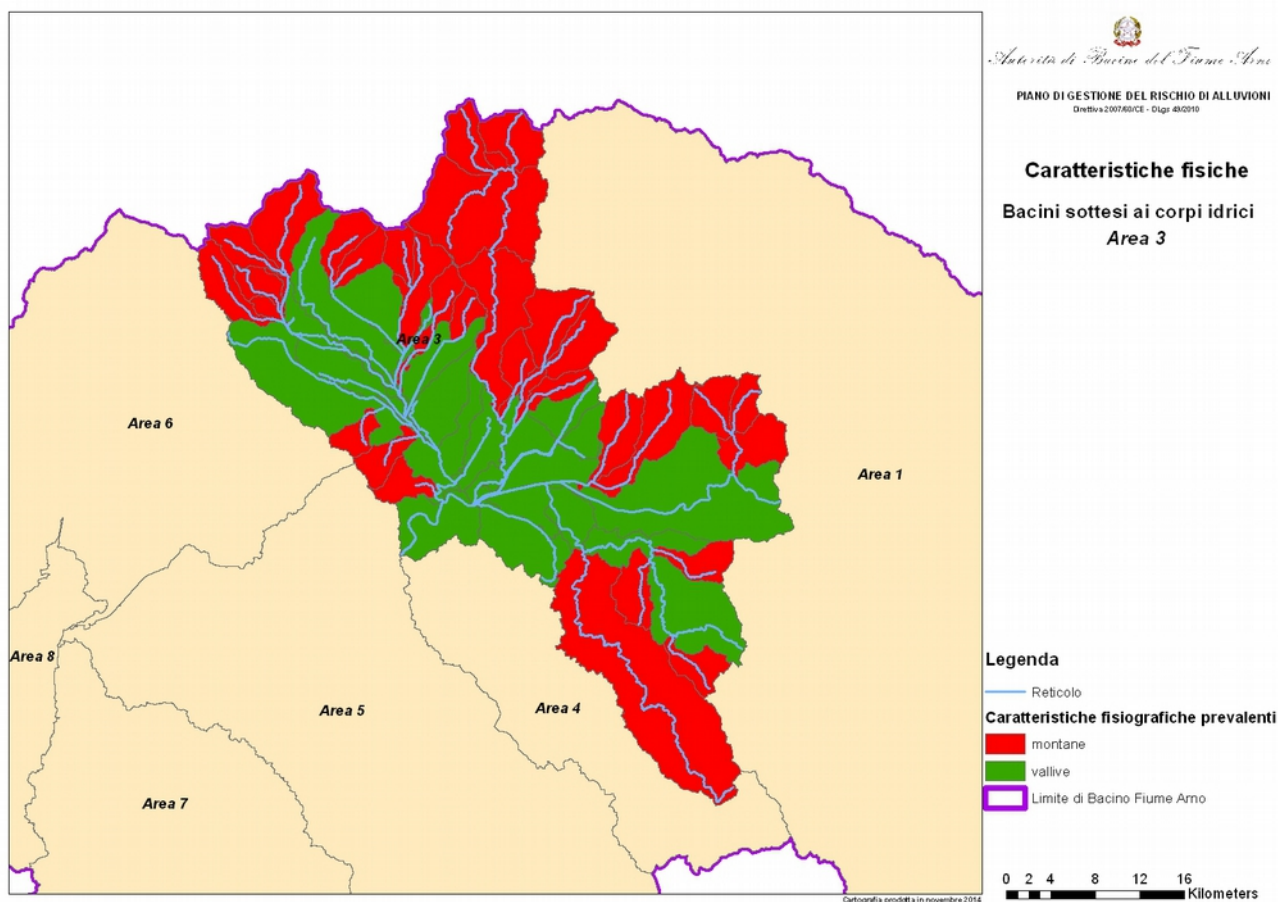 Autorità di Bacino del Fiume Arno
PIANO DI GESTIONE DEL RISCHIO DI ALLUVIONI
Direttiva 2007/60/CE - DLgs 49/2010
Caratteristiche fisiche
Bacini sottesi ai corpi idrici
Area 3
Area 3
Area 6
Area 1
Area 8
Area 5
Area 4
Area 7
Legenda
Reticolo
Caratteristiche fisiografiche prevalenti
montane
vallive
Limite di Bacino Fiume Arno
0 2 4 8 12 16
Kilometers
Cartografia prodotta in novembre 2014